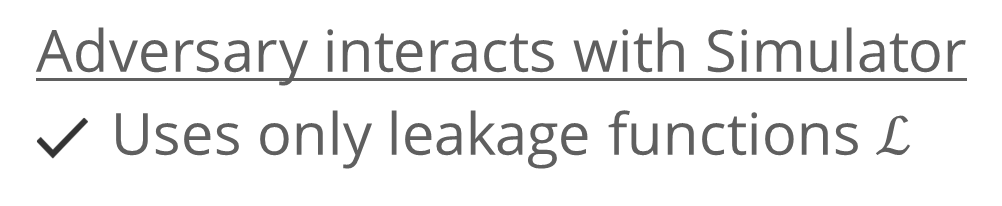 Adversary interacts with Simulator
✓ Uses only leakage functions ℒ